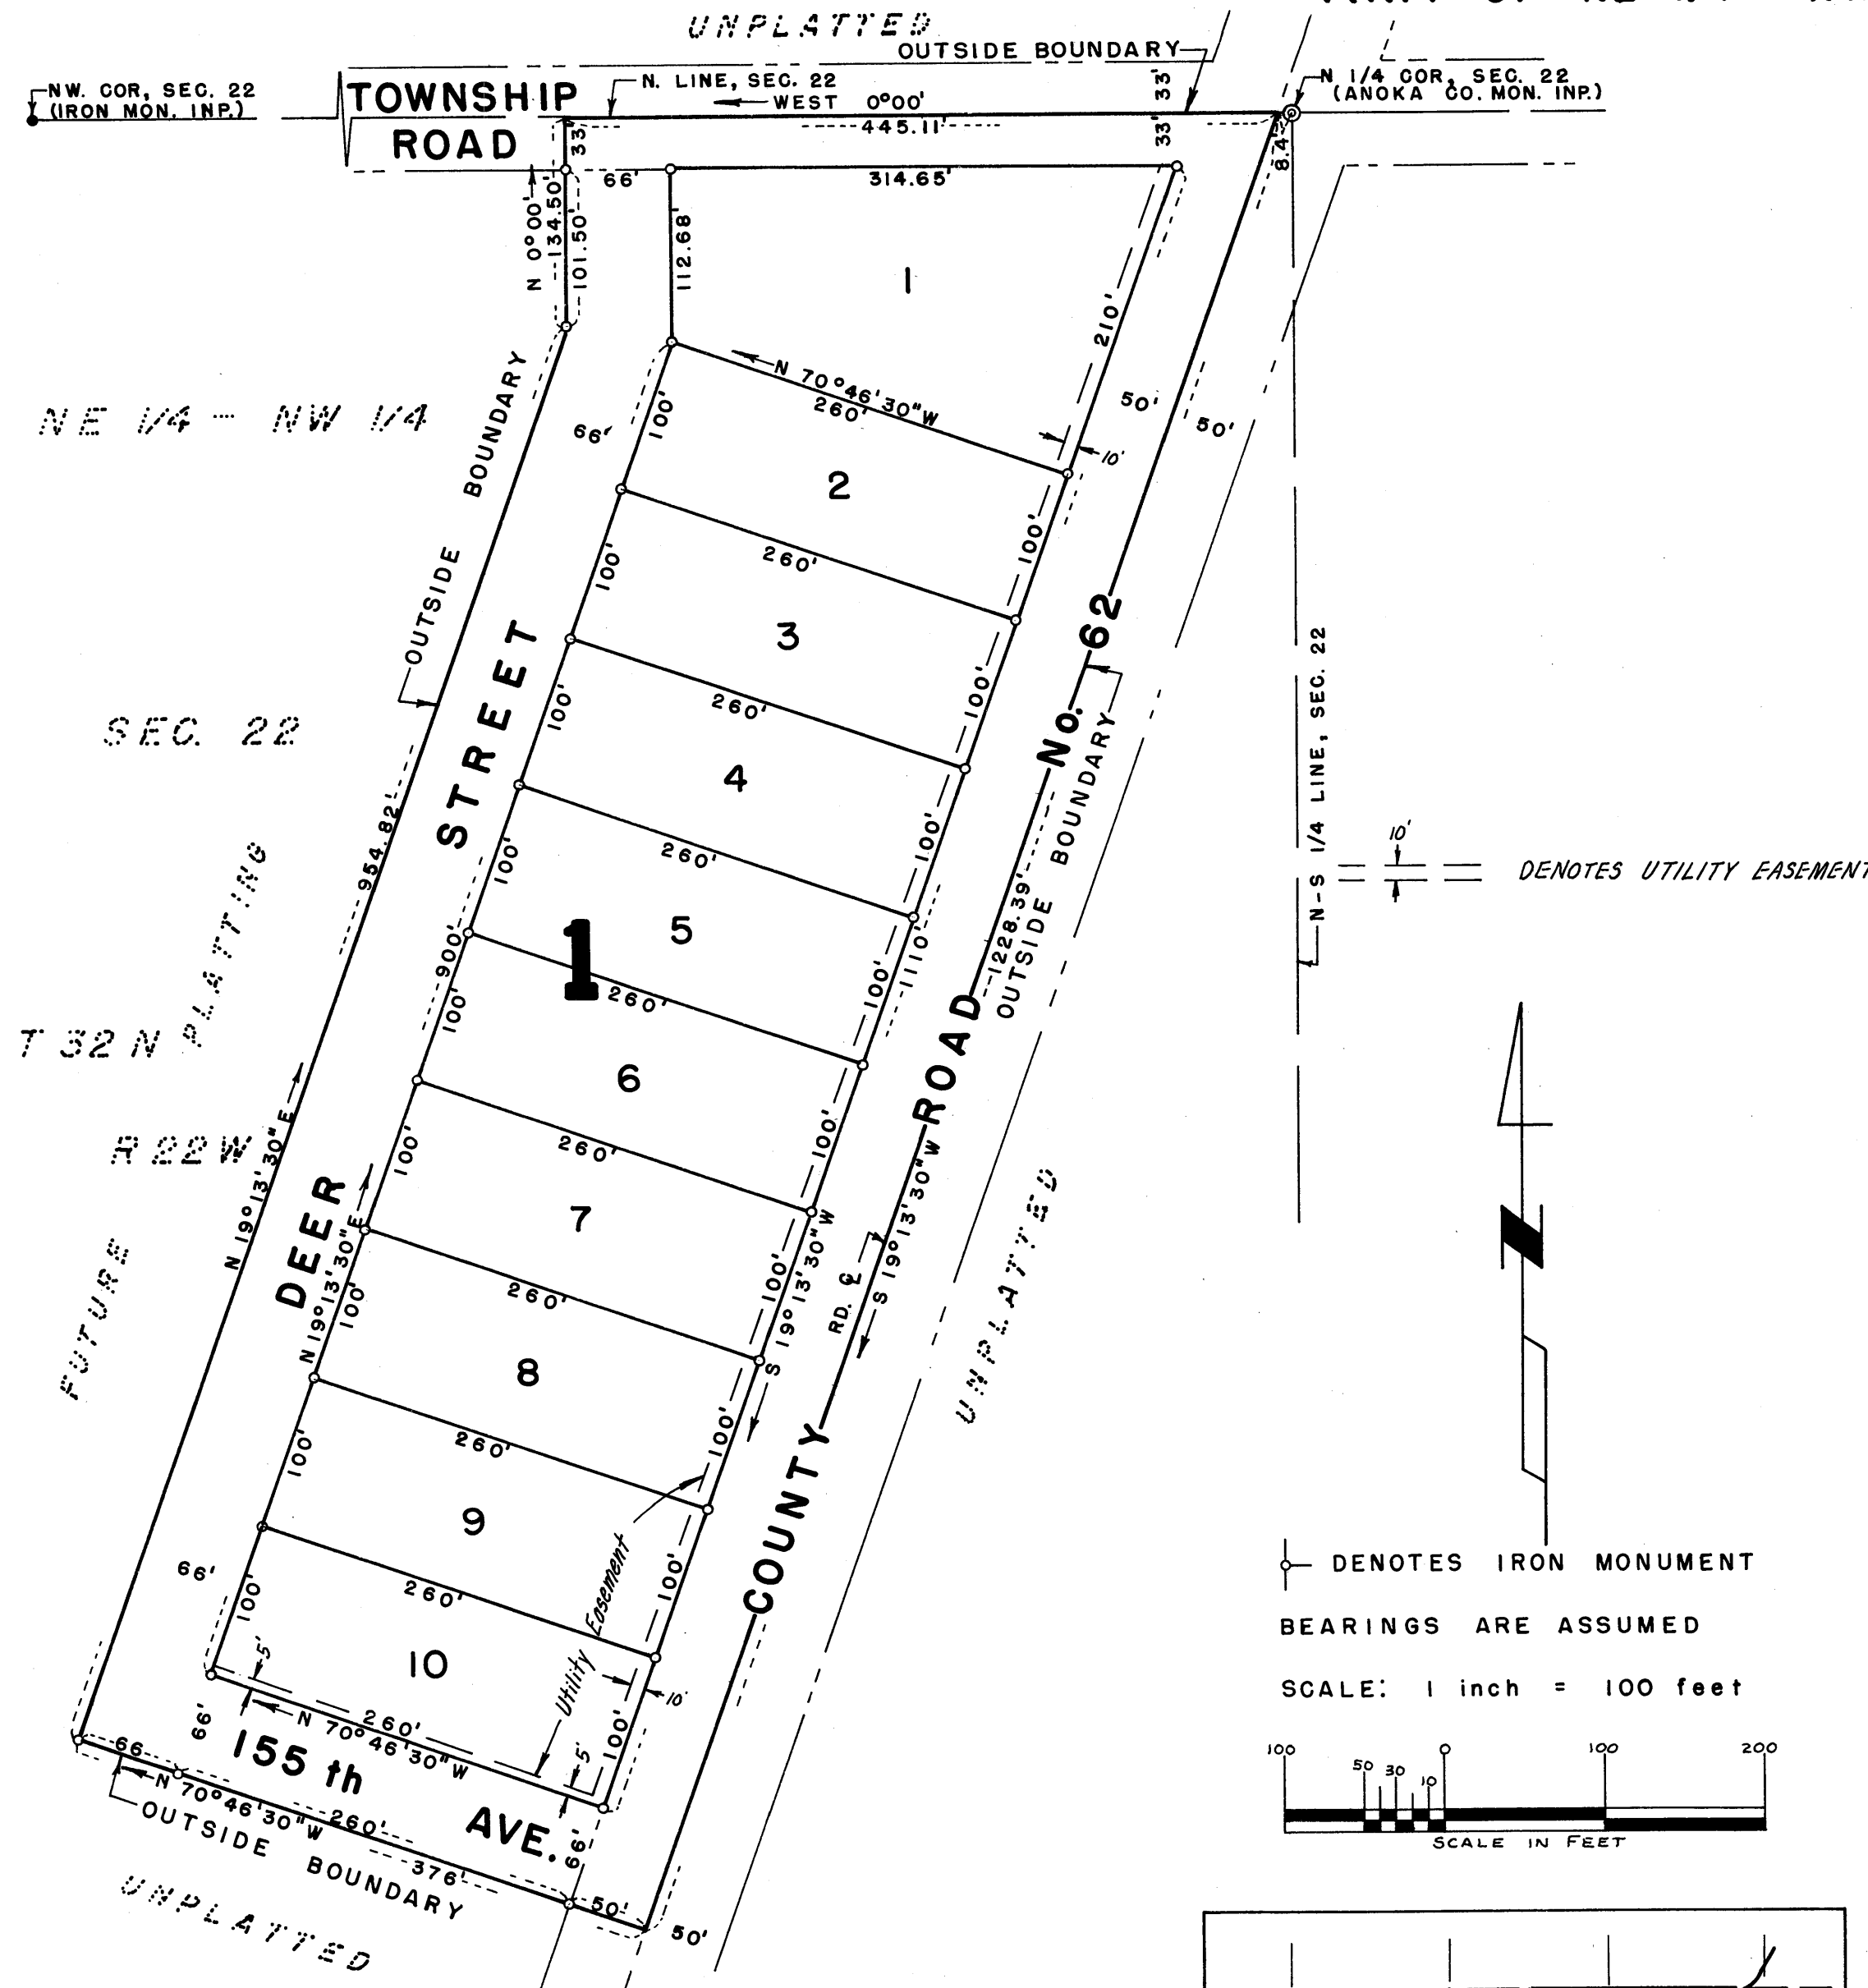 UNPLATTED
OUTSIDE BOUNDARY
NW. COR, SEC. 22
(IRON MON. INP.)
TOWNSHIP
ROAD
N. LINE, SEC. 22
WEST 0°00'
445.11'
33'
33'
N 1/4 COR, SEC. 22
(ANOKA CO. MON. INP.)
8.4
33'
66'
314.65'
N 0°00'
134.50'
101.50'
112.68'
1
210'
N 70°46'30"W
260'
10'
50'
50'
NE 1/4 - NW 1/4
OUTSIDE BOUNDARY
66'
100'
2
100'
260'
100'
3
100'
260'
100'
4
100'
260'
100'
5
100'
260'
100'
6
100'
260'
100'
7
100'
260'
100'
8
100'
260'
100'
9
100'
260'
100'
10
100'
1
900'
1110'
SEC. 22
954.82'
FUTURE PLATTING
T 32 N
R 22 W
N 19°13'30" E
DEER STREET
N 19°13'30" E
S 19°13'30" W
COUNTY ROAD No. 62
1228.39'
OUTSIDE BOUNDARY
S 19°13'30" W
RD. ℄
UNPLATTED
N-S 1/4 LINE, SEC. 22
10'
DENOTES UTILITY EASEMENT
N
DENOTES IRON MONUMENT
BEARINGS ARE ASSUMED
SCALE: 1 inch = 100 feet
100 50 30 10 0 100 200
SCALE IN FEET
Utility Easement
66'
5'
5'
10'
260'
N 70°46'30"W
66'
155 th AVE.
66'
66
N 70°46'30"W
260'
376'
50'
50'
OUTSIDE BOUNDARY
UNPLATTED